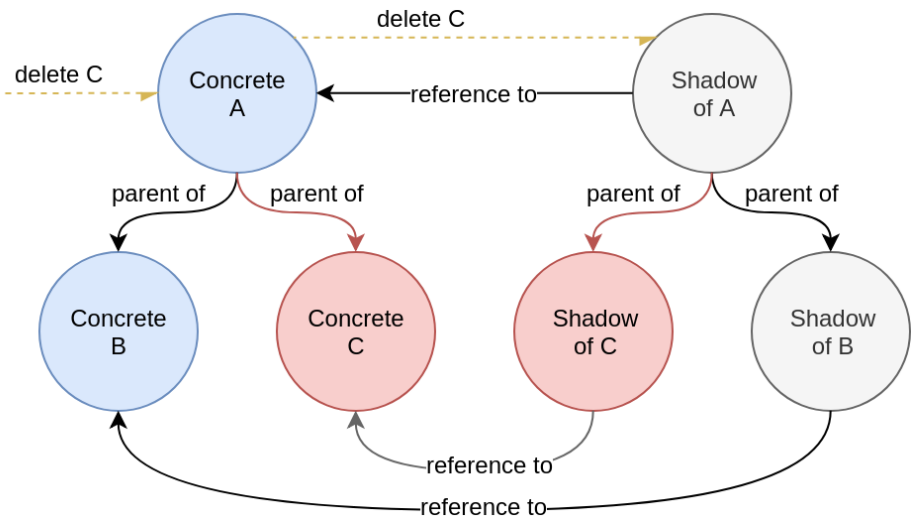 delete C
delete C
Concrete
A
reference to
Shadow
of A
parent of
parent of
parent of
parent of
Concrete
B
Concrete
C
Shadow
of C
Shadow
of B
reference to
reference to